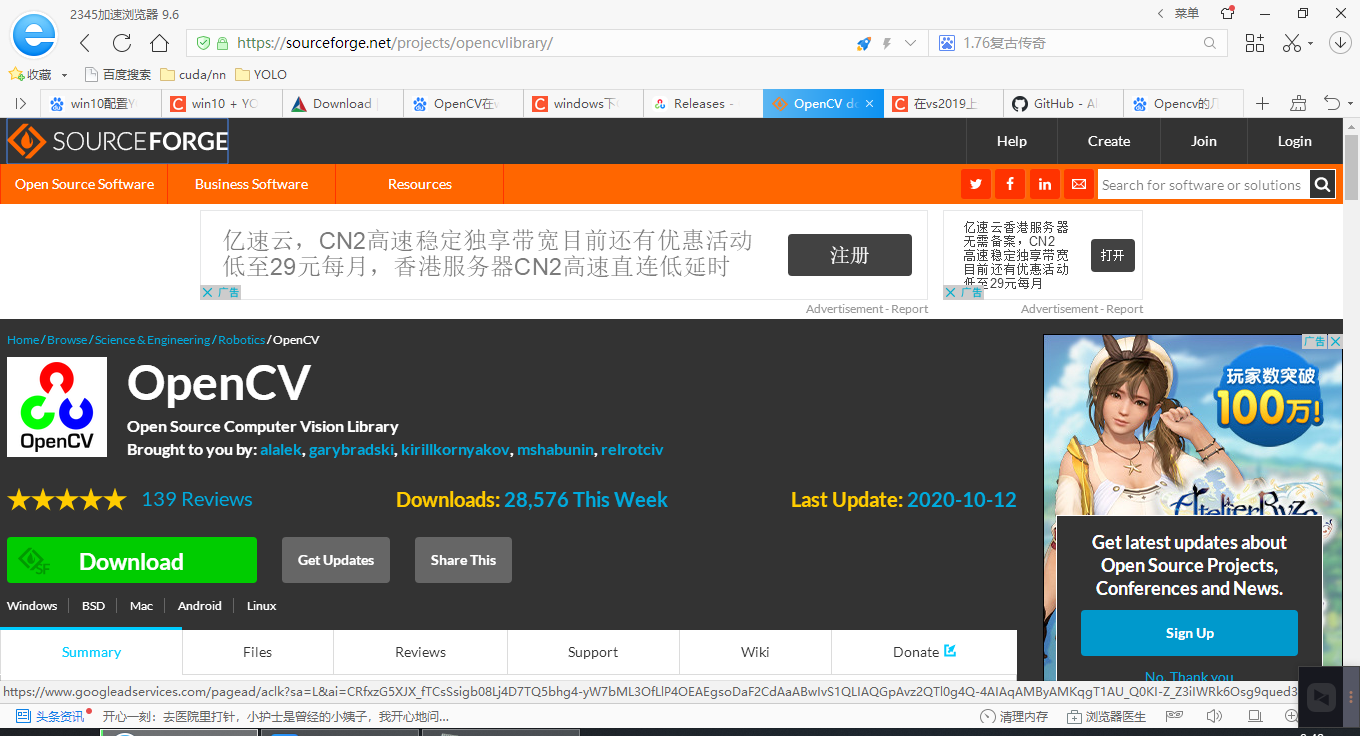 2345加速浏览器 9.6
菜单
https://sourceforge.net/projects/opencvlibrary/
1.76复古传奇
收藏
百度搜索
cuda/nn
YOLO
win10配置Y
win10 + YO
Download
OpenCV在v
windows下
Releases -
OpenCV do
在vs2019上
GitHub - Al
Opencv的几
SOURCEFORGE
Help
Create
Join
Login
Open Source Software
Business Software
Resources
Search for software or solutions
亿速云，CN2高速稳定独享带宽目前还有优惠活动
低至29元每月，香港服务器CN2高速直连低延时
注册
广告
亿速云香港服务器
无需备案，CN2
高速稳定独享带宽
目前还有优惠活动
低至29元每月
打开
广告
Advertisement - Report
Advertisement - Report
Home / Browse / Science & Engineering / Robotics / OpenCV
OpenCV
OpenCV
Open Source Computer Vision Library
Brought to you by: alalek, garybradski, kirillkornyakov, mshabunin, relrotciv
139 Reviews
Downloads: 28,576 This Week
Last Update: 2020-10-12
SF
Download
Get Updates
Share This
Windows
BSD
Mac
Android
Linux
广告
玩家数突破
100万!
Atelier Ryza
Get latest updates about
Open Source Projects,
Conferences and News.
Sign Up
No, Thank you
Summary
Files
Reviews
Support
Wiki
Donate
头条资讯
开心一刻：去医院里打针，小护士是曾经的小姨子，我开心地问...
清理内存
浏览器医生